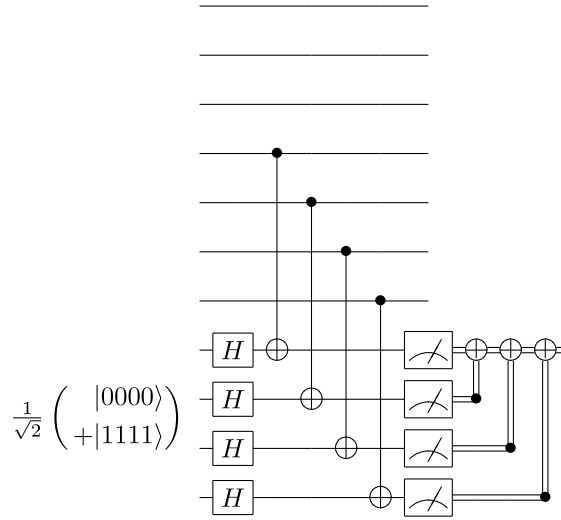 H
H
1/√2 ( |0000⟩ +|1111⟩ )
H
H